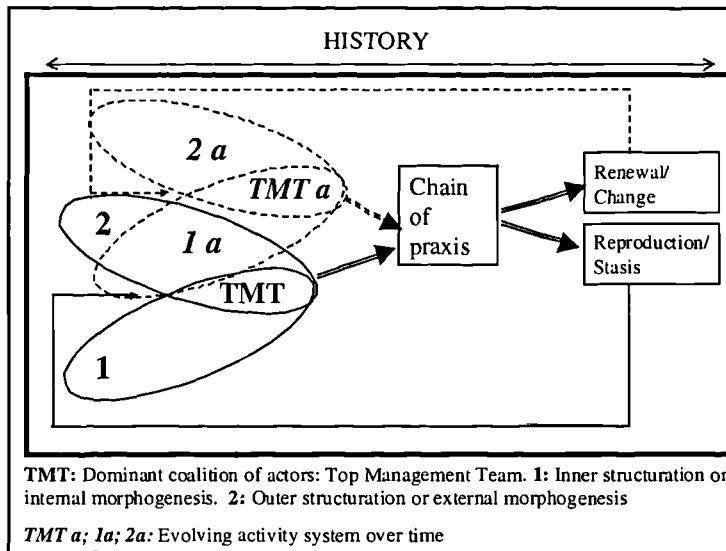 HISTORY
2 a
TMT a
Chain
of
praxis
Renewal/
Change
2
1 a
Reproduction/
Stasis
TMT
1
TMT: Dominant coalition of actors: Top Management Team. 1: Inner structuration or
internal morphogenesis. 2: Outer structuration or external morphogenesis
TMT a; 1a; 2a: Evolving activity system over time